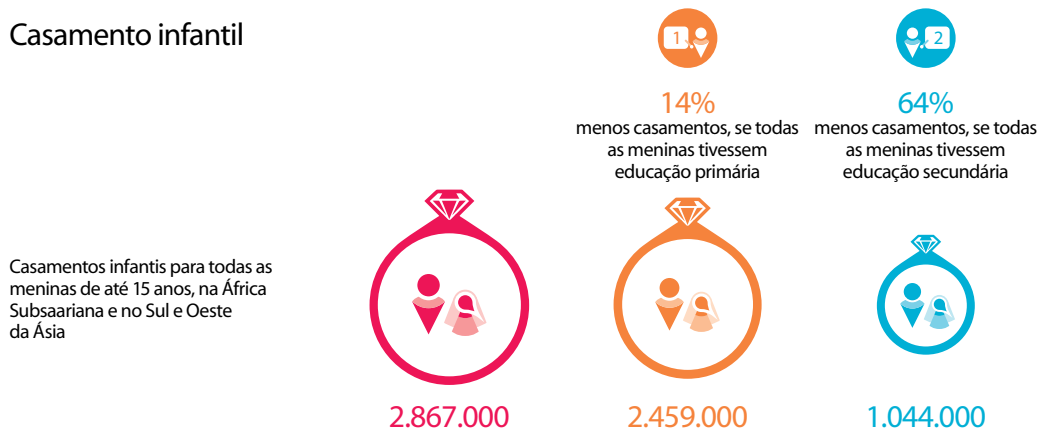 Casamento infantil
1
2
14%
menos casamentos, se todas
as meninas tivessem
educação primária
64%
menos casamentos, se todas
as meninas tivessem
educação secundária
Casamentos infantis para todas as
meninas de até 15 anos, na África
Subsaariana e no Sul e Oeste
da Ásia
2.867.000
2.459.000
1.044.000